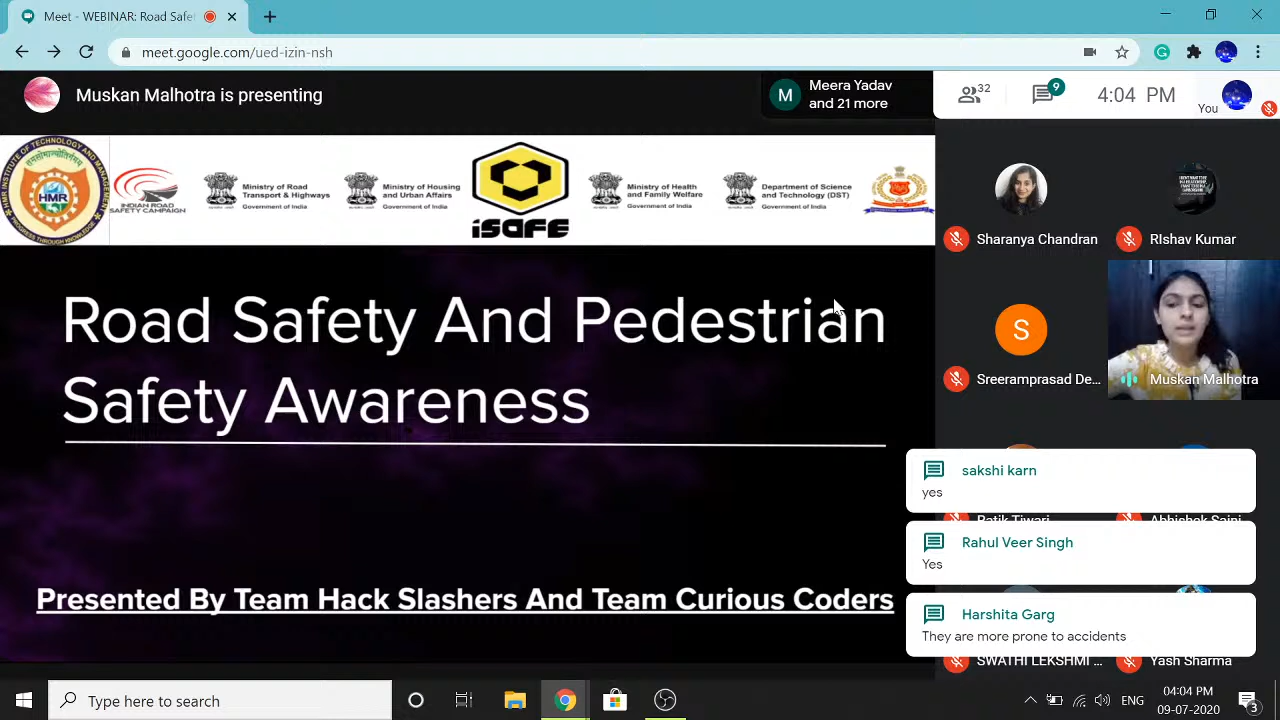 Meet - WEBINAR: Road Safe
meet.google.com/ued-izin-nsh
Muskan Malhotra is presenting
M
Meera Yadav
and 21 more
32
9
4:04 PM
You
HMR
INDIAN ROAD
SAFETY CAMPAIGN
Ministry of Road
Transport & Highways
Government of India
Ministry of Housing
and Urban Affairs
Government of India
iSAFE
Ministry of Health
and Family Welfare
Government of India
Department of Science
and Technology (DST)
Government of India
Road Safety And Pedestrian
Safety Awareness
Presented By Team Hack Slashers And Team Curious Coders
Sharanya Chandran
RIshav Kumar
S
Sreeramprasad De...
Muskan Malhotra
sakshi karn
yes
Ratik Tiwari
Abhishek Saini
Rahul Veer Singh
Yes
Harshita Garg
They are more prone to accidents
SWATHI LEKSHMI ...
Yash Sharma
Type here to search
ENG
04:04 PM
09-07-2020
3